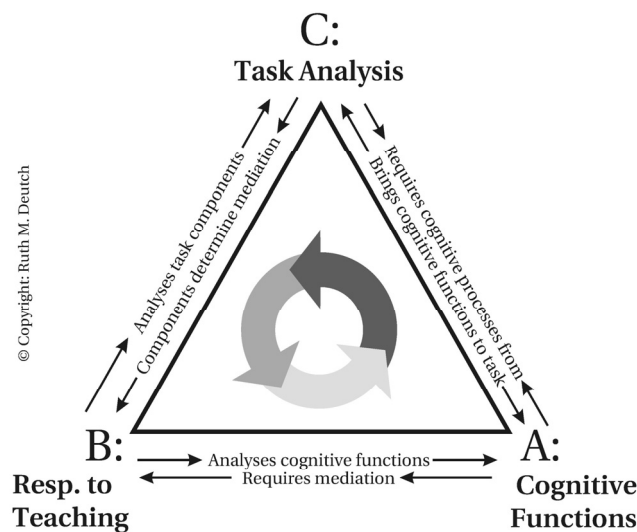 C:
Task Analysis
© Copyright: Ruth M. Deutch
Analyses task components
Components determine mediation
Requires cognitive processes from
Brings cognitive functions to task
B:
Resp. to
Teaching
Analyses cognitive functions
Requires mediation
A:
Cognitive
Functions